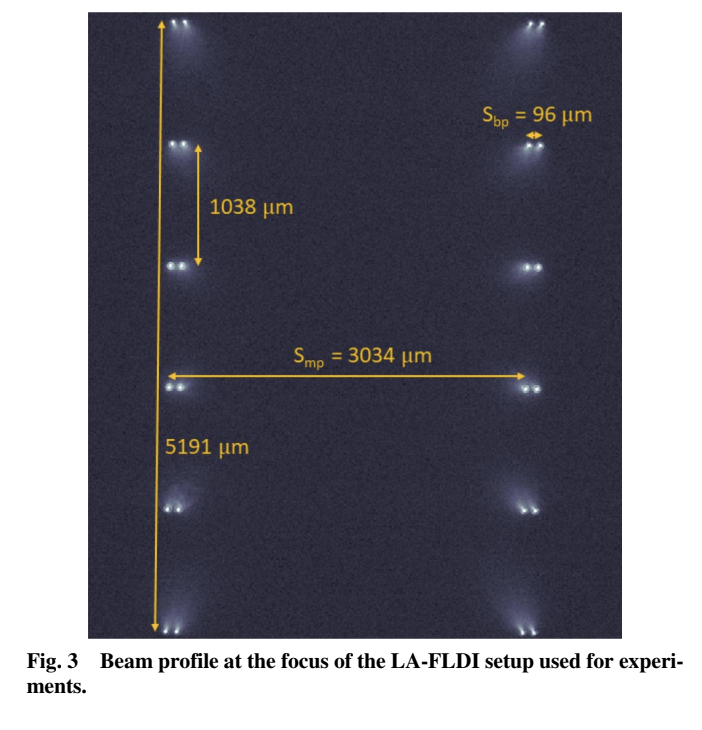 S_bp = 96 μm
1038 μm
S_mp = 3034 μm
5191 μm
Fig. 3 Beam profile at the focus of the LA-FLDI setup used for experi-
ments.